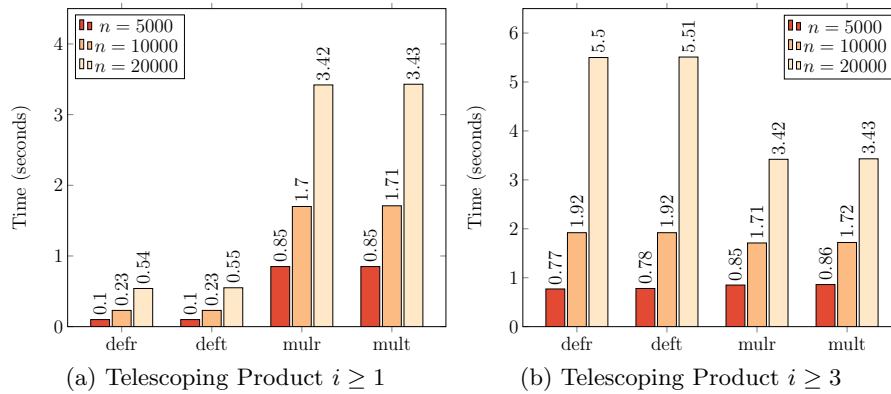 n = 5000
n = 10000
n = 20000
Time (seconds)
4
3
2
1
0
0.1
0.23
0.54
0.1
0.23
0.55
0.85
1.7
3.42
0.85
1.71
3.43
defr
deft
mulr
mult
(a) Telescoping Product i ≥ 1
n = 5000
n = 10000
n = 20000
Time (seconds)
6
5
4
3
2
1
0
0.77
1.92
5.5
0.78
1.92
5.51
0.85
1.71
3.42
0.86
1.72
3.43
defr
deft
mulr
mult
(b) Telescoping Product i ≥ 3